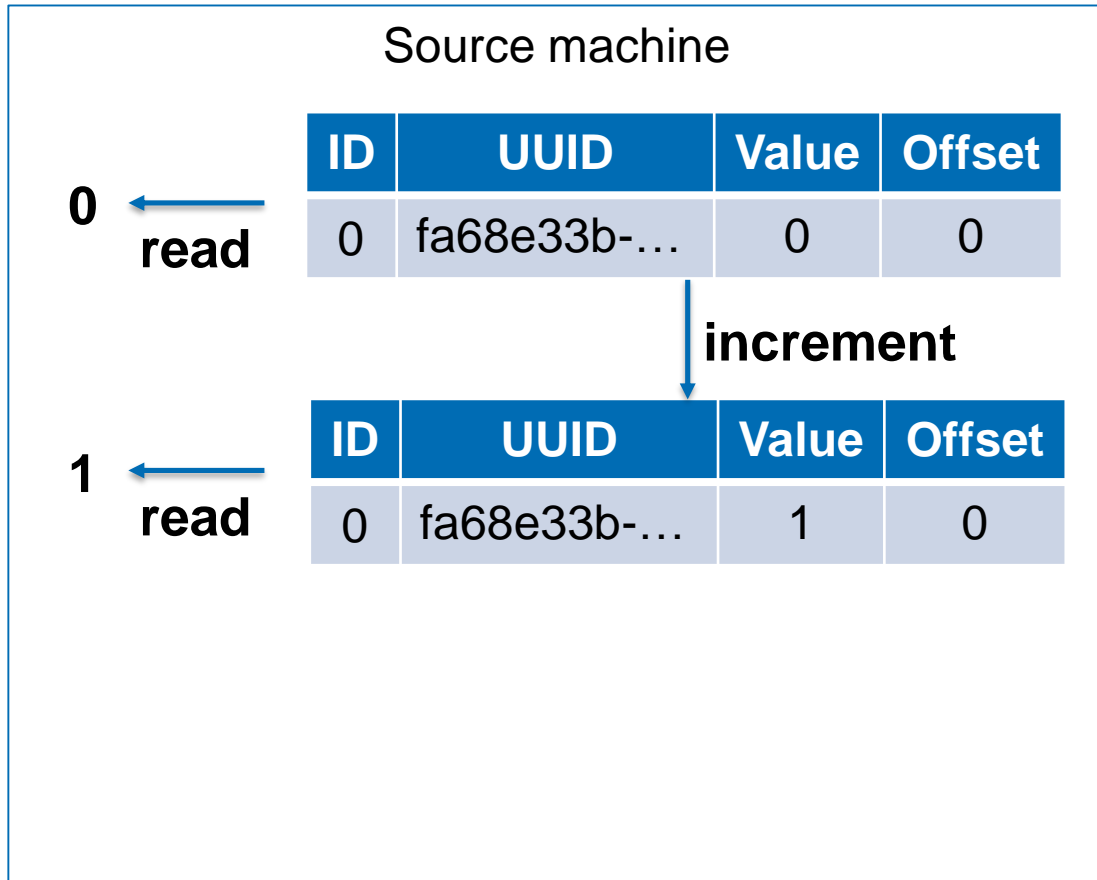 Source machine
ID UUID Value Offset
0 fa68e33b-… 0 0
0
read
increment
ID UUID Value Offset
0 fa68e33b-… 1 0
1
read